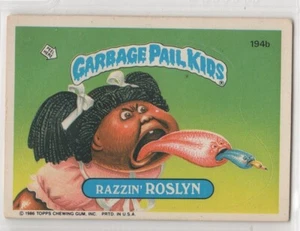 194b
GARBAGE PAIL KIDS
RAZZIN' ROSLYN
© 1986 TOPPS CHEWING GUM, INC. PRTD. IN U.S.A.